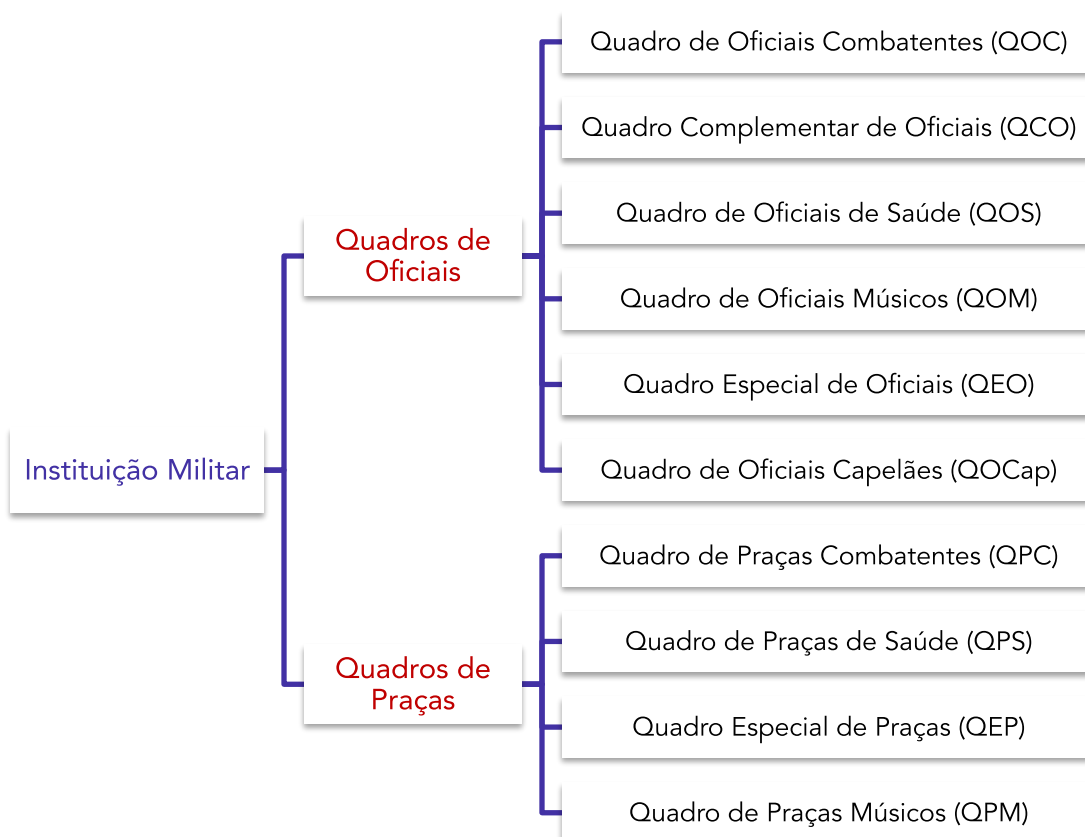 Quadro de Oficiais Combatentes (QOC)
Quadro Complementar de Oficiais (QCO)
Quadro de Oficiais de Saúde (QOS)
Quadros de
Oficiais
Quadro de Oficiais Músicos (QOM)
Quadro Especial de Oficiais (QEO)
Instituição Militar
Quadro de Oficiais Capelães (QOCap)
Quadro de Praças Combatentes (QPC)
Quadro de Praças de Saúde (QPS)
Quadros de
Praças
Quadro Especial de Praças (QEP)
Quadro de Praças Músicos (QPM)